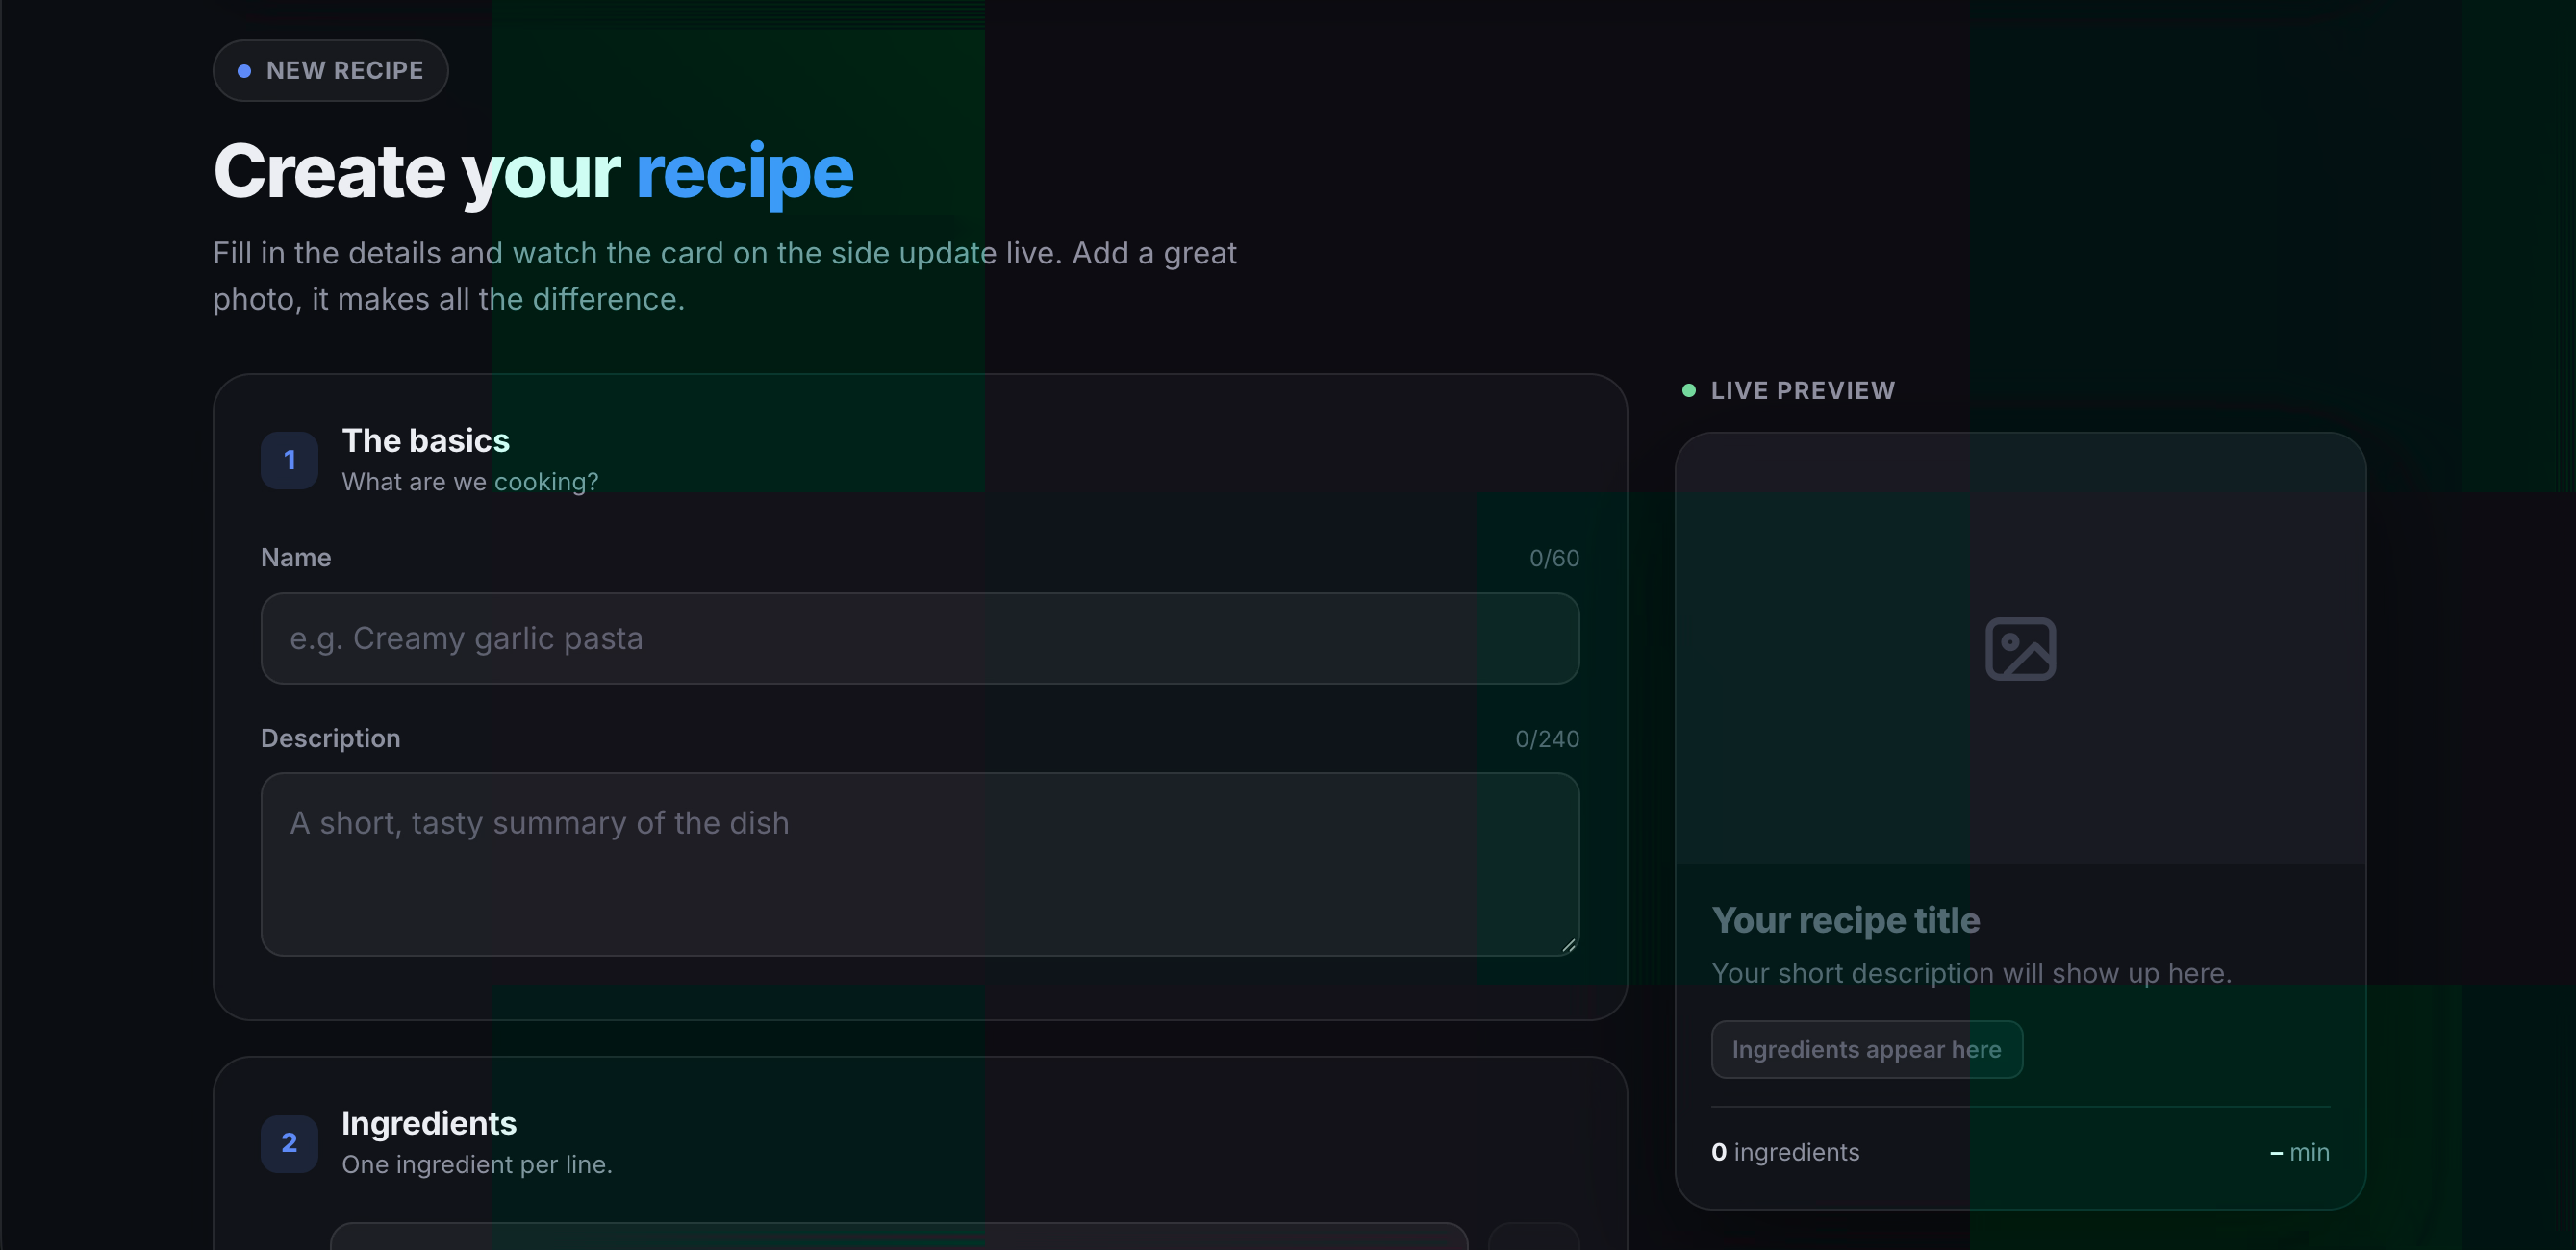 NEW RECIPE
Create your recipe
Fill in the details and watch the card on the side update live. Add a great
photo, it makes all the difference.
1
The basics
What are we cooking?
Name
0/60
e.g. Creamy garlic pasta
Description
0/240
A short, tasty summary of the dish
2
Ingredients
One ingredient per line.
LIVE PREVIEW
Your recipe title
Your short description will show up here.
Ingredients appear here
0 ingredients
– min